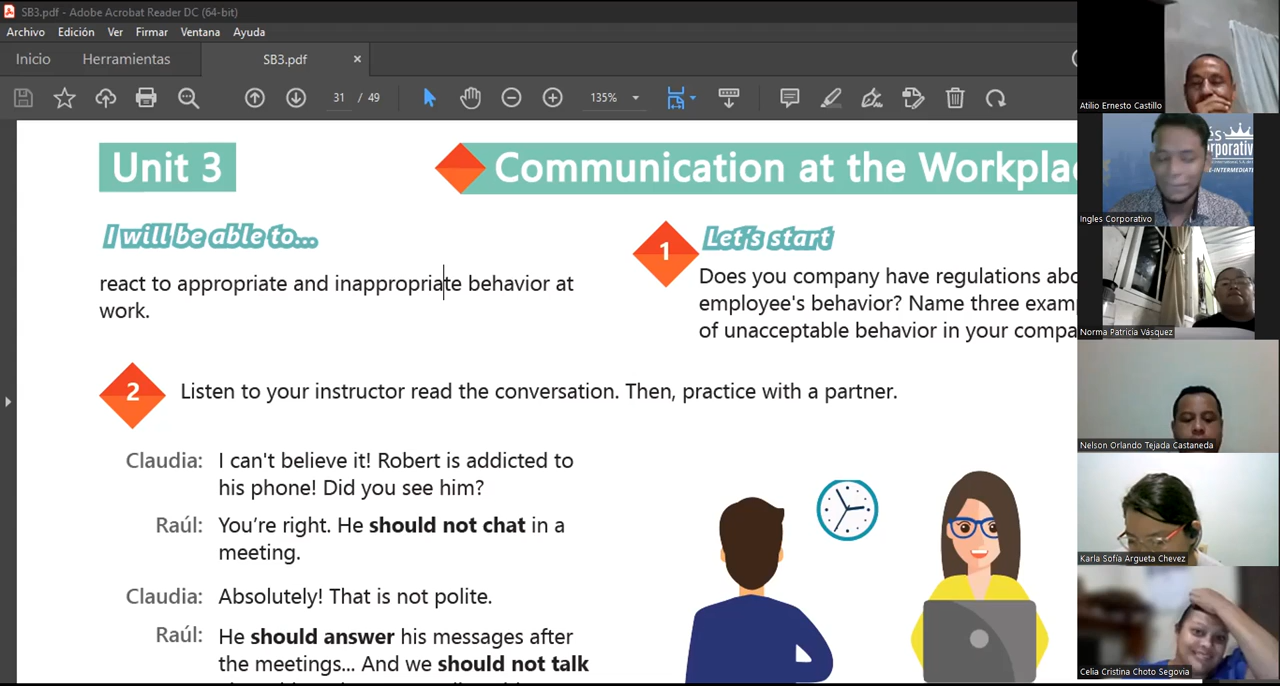 SB3.pdf - Adobe Acrobat Reader DC (64-bit)
Archivo Edición Ver Firmar Ventana Ayuda
Inicio Herramientas SB3.pdf ×
31 / 49 135%
Unit 3
Communication at the Workpla
I will be able to...
react to appropriate and inappropriate behavior at
work.
1
Let's start
Does you company have regulations abo
employee's behavior? Name three exam
of unacceptable behavior in your compa
2
Listen to your instructor read the conversation. Then, practice with a partner.
Claudia: I can't believe it! Robert is addicted to
his phone! Did you see him?
Raúl: You're right. He should not chat in a
meeting.
Claudia: Absolutely! That is not polite.
Raúl: He should answer his messages after
the meetings... And we should not talk
Atilio Ernesto Castillo
és
orporativ
E-INTERMEDIATE
Ingles Corporativo
Norma Patricia Vásquez
Nelson Orlando Tejada Castaneda
Karla Sofía Argueta Chevez
Celia Cristina Choto Segovia